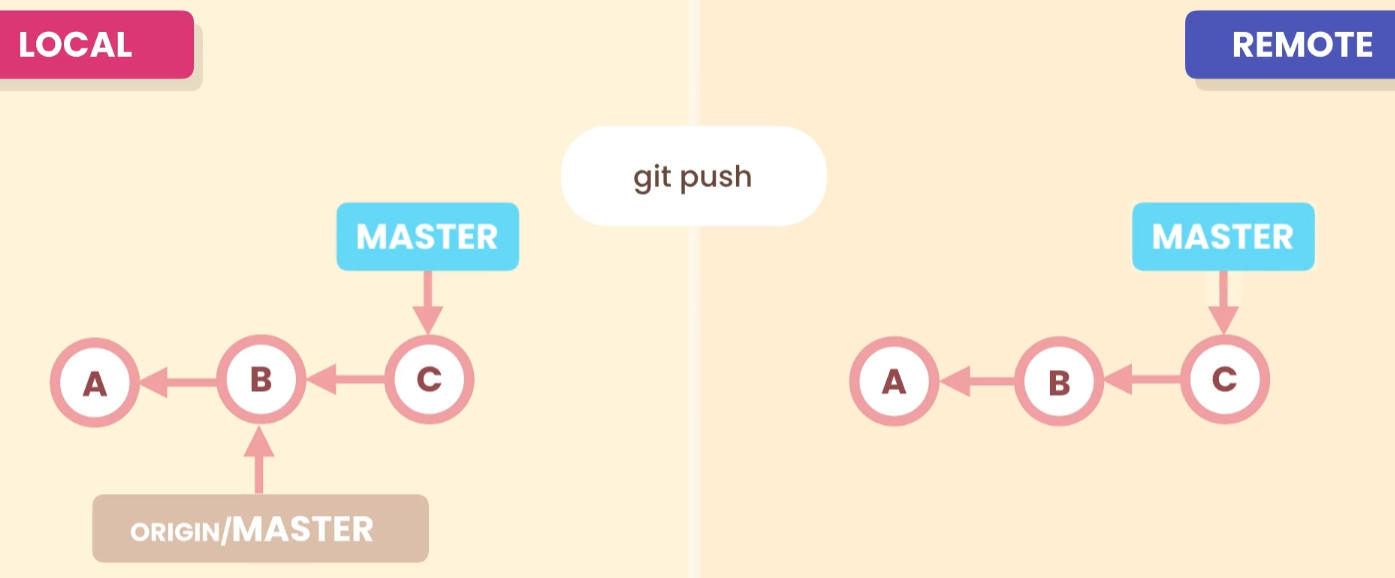 LOCAL
REMOTE
git push
MASTER
MASTER
A
B
C
A
B
C
ORIGIN/MASTER